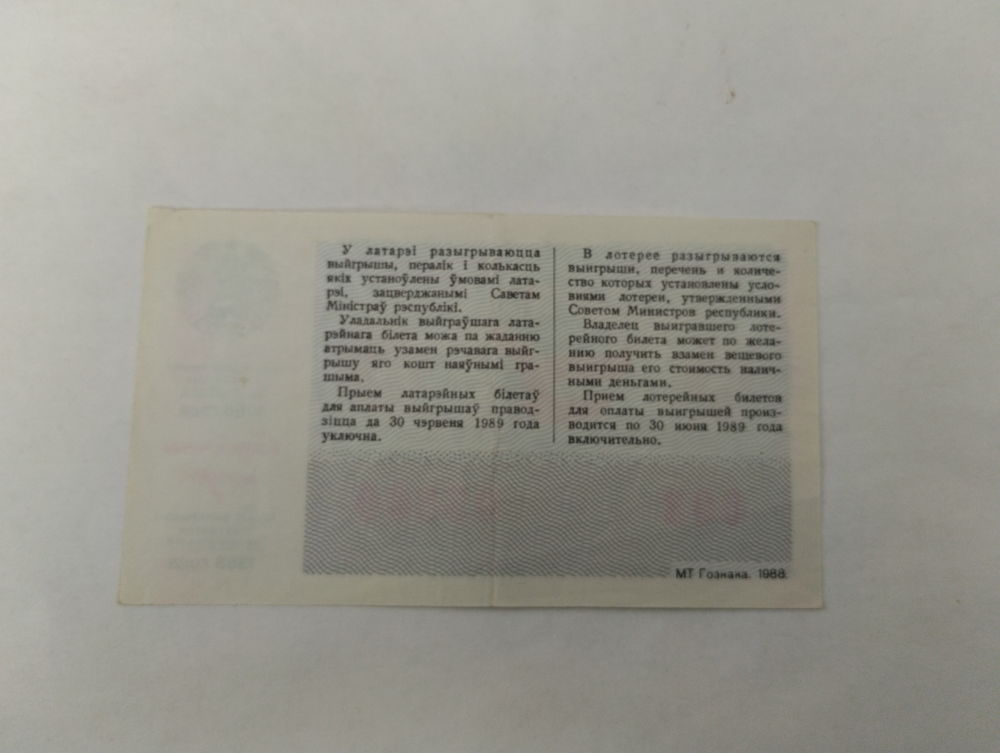 У латарэі разыгрываюцца
выйгрышы, пералік і колькасць
якіх устаноўлены ўмовамі лата-
рэі, зацверджанымі Саветам
Міністраў рэспублікі.
Уладальнік выйграўшага лата-
рэйнага білета можа па жаданню
атрымаць узамен рэчавага выйг-
рышу яго кошт наяўнымі гра-
шыма.
Прыем латарэйных білетаў
для аплаты выйгрышаў правод-
зіцца да 30 чэрвеня 1989 года
уключна.
В лотерее разыгрываются
выигрыши, перечень и количе-
ство которых установлены усло-
виями лотереи, утвержденными
Советом Министров республики.
Владелец выигравшего лоте-
рейного билета может по жела-
нию получить взамен вещевого
выигрыша его стоимость налич-
ными деньгами.
Прием лотерейных билетов
для оплаты выигрышей произ-
водится по 30 июня 1989 года
включительно.
МТ Гознака. 1988.